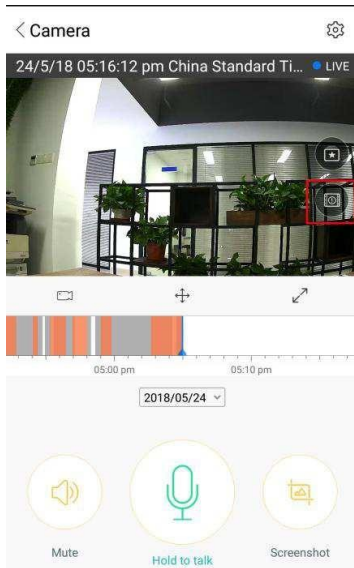 Camera
24/5/18 05:16:12 pm China Standard Ti... LIVE
05:00 pm 05:10 pm
2018/05/24
Mute Hold to talk Screenshot